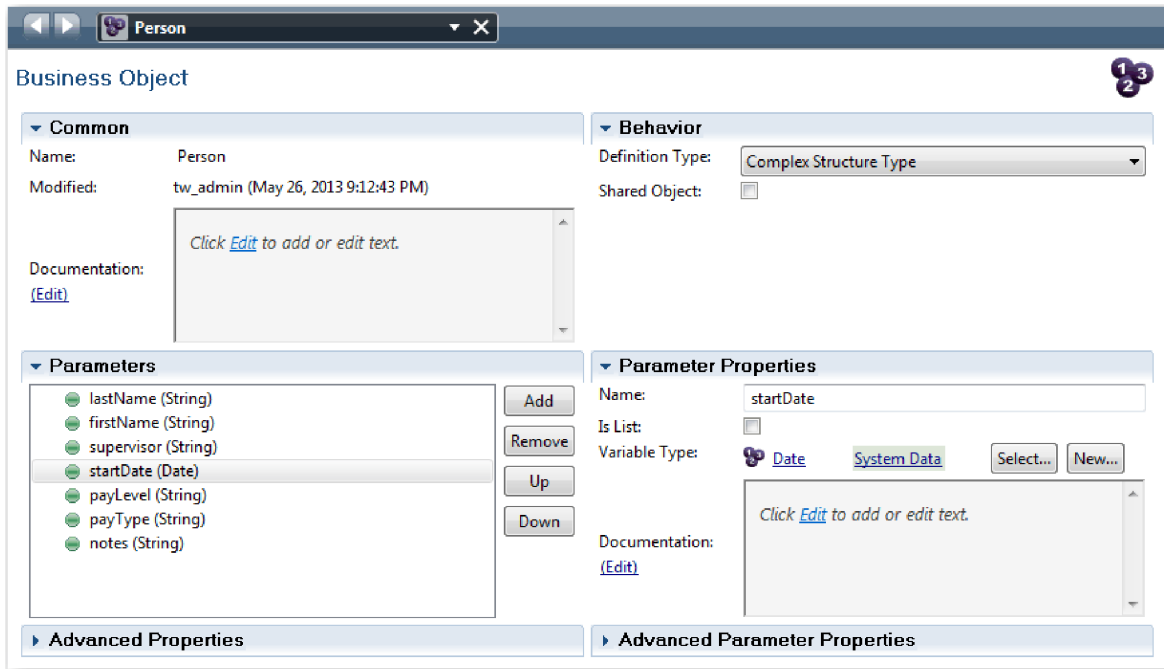 Person
Business Object
1 3
2
Common
Name: Person
Modified: tw_admin (May 26, 2013 9:12:43 PM)
Click Edit to add or edit text.
Documentation:
(Edit)
Behavior
Definition Type: Complex Structure Type
Shared Object:
Parameters
lastName (String)
firstName (String)
supervisor (String)
startDate (Date)
payLevel (String)
payType (String)
notes (String)
Add
Remove
Up
Down
Parameter Properties
Name: startDate
Is List:
Variable Type: Date System Data Select... New...
Click Edit to add or edit text.
Documentation:
(Edit)
Advanced Properties
Advanced Parameter Properties